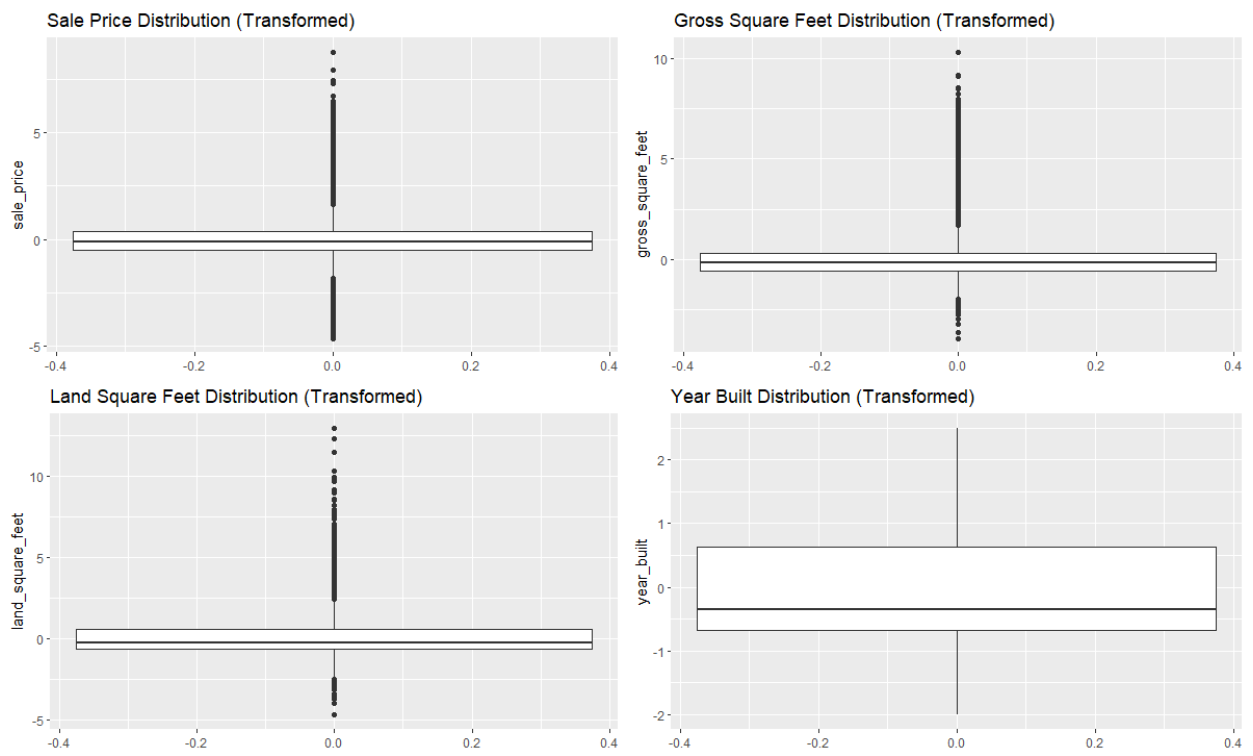 Sale Price Distribution (Transformed)
sale_price
5
0
-5
-0.4 -0.2 0.0 0.2 0.4
Gross Square Feet Distribution (Transformed)
gross_square_feet
10
5
0
-0.4 -0.2 0.0 0.2 0.4
Land Square Feet Distribution (Transformed)
land_square_feet
10
5
0
-5
-0.4 -0.2 0.0 0.2 0.4
Year Built Distribution (Transformed)
year_built
2
1
0
-1
-2
-0.4 -0.2 0.0 0.2 0.4